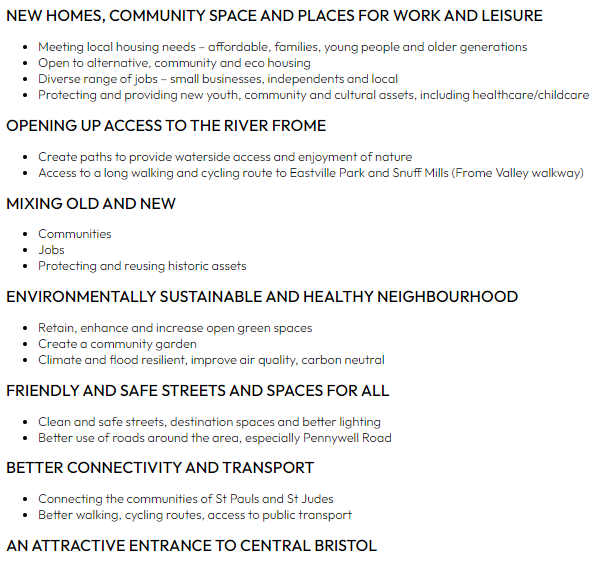 NEW HOMES, COMMUNITY SPACE AND PLACES FOR WORK AND LEISURE
• Meeting local housing needs – affordable, families, young people and older generations
• Open to alternative, community and eco housing
• Diverse range of jobs – small businesses, independents and local
• Protecting and providing new youth, community and cultural assets, including healthcare/childcare
OPENING UP ACCESS TO THE RIVER FROME
• Create paths to provide waterside access and enjoyment of nature
• Access to a long walking and cycling route to Eastville Park and Snuff Mills (Frome Valley walkway)
MIXING OLD AND NEW
• Communities
• Jobs
• Protecting and reusing historic assets
ENVIRONMENTALLY SUSTAINABLE AND HEALTHY NEIGHBOURHOOD
• Retain, enhance and increase open green spaces
• Create a community garden
• Climate and flood resilient, improve air quality, carbon neutral
FRIENDLY AND SAFE STREETS AND SPACES FOR ALL
• Clean and safe streets, destination spaces and better lighting
• Better use of roads around the area, especially Pennywell Road
BETTER CONNECTIVITY AND TRANSPORT
• Connecting the communities of St Pauls and St Judes
• Better walking, cycling routes, access to public transport
AN ATTRACTIVE ENTRANCE TO CENTRAL BRISTOL